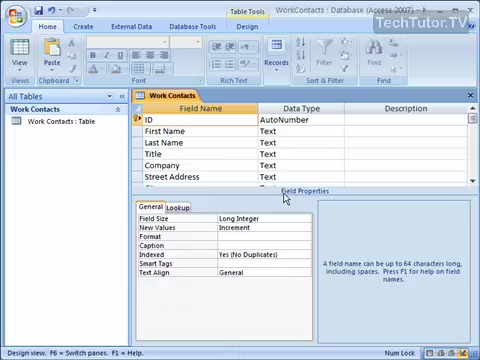 Table Tools
WorkContacts : Database (Access 2007)
TechTutor.TV
Home
Create
External Data
Database Tools
Design
View
Paste
Views
Clipboard
Font
Rich Text
Records
Sort & Filter
Find
Find
All Tables
Work Contacts
Work Contacts : Table
Work Contacts
Field Name Data Type Description
ID AutoNumber
First Name Text
Last Name Text
Title Text
Company Text
Street Address Text
Field Properties
General Lookup
Field Size Long Integer
New Values Increment
Format
Caption
Indexed Yes (No Duplicates)
Smart Tags
Text Align General
A field name can be up to 64 characters long,
including spaces. Press F1 for help on field
names.
Design view. F6 = Switch panes. F1 = Help.
Num Lock